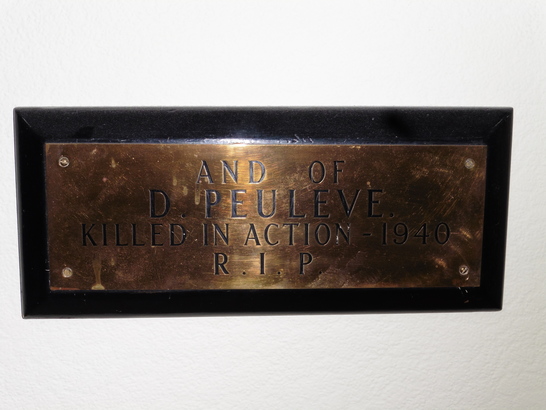 AND OF
D. PEULEVE.
KILLED IN ACTION - 1940
R. I. P